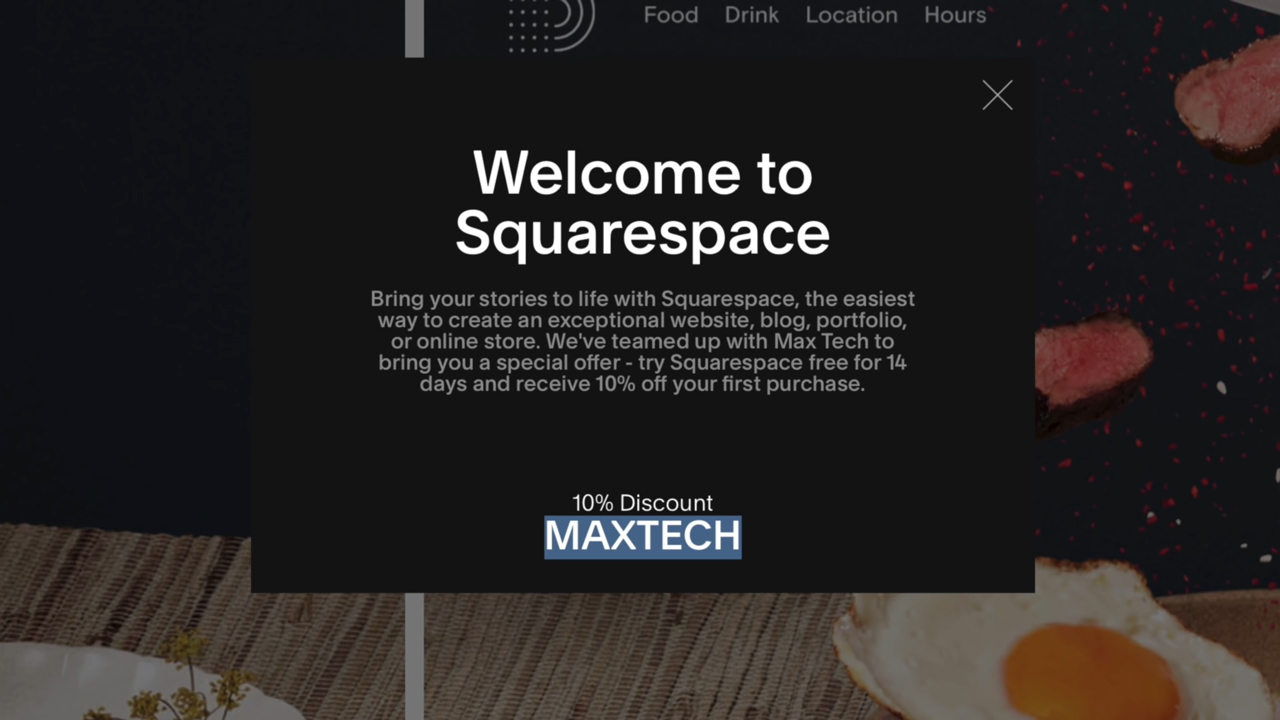 Food Drink Location Hours
Welcome to
Squarespace
Bring your stories to life with Squarespace, the easiest
way to create an exceptional website, blog, portfolio,
or online store. We've teamed up with Max Tech to
bring you a special offer - try Squarespace free for 14
days and receive 10% off your first purchase.
10% Discount
MAXTECH